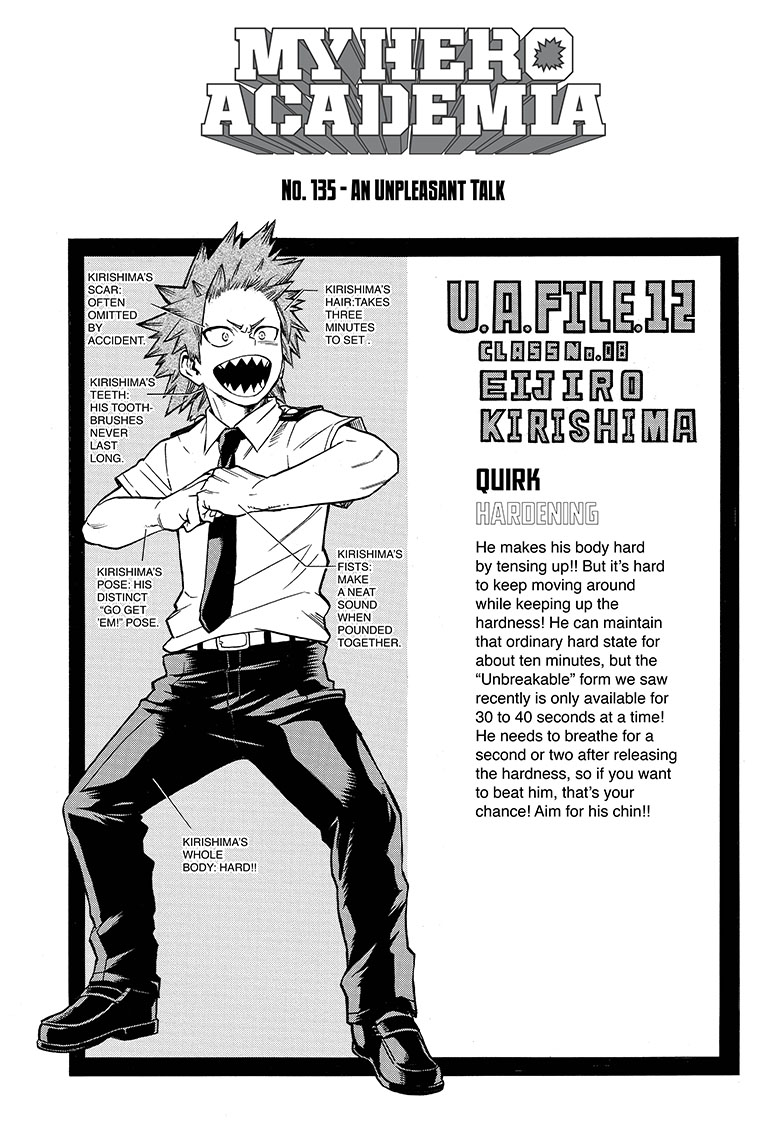 MY HERO
ACADEMIA
NO. 135 - AN UNPLEASANT TALK
KIRISHIMA'S
SCAR:
OFTEN
OMITTED
BY
ACCIDENT.
KIRISHIMA'S
HAIR:TAKES
THREE
MINUTES
TO SET .
KIRISHIMA'S
TEETH:
HIS TOOTH-
BRUSHES
NEVER
LAST
LONG.
KIRISHIMA'S
POSE: HIS
DISTINCT
"GO GET
'EM!" POSE.
KIRISHIMA'S
FISTS:
MAKE
A NEAT
SOUND
WHEN
POUNDED
TOGETHER.
KIRISHIMA'S
WHOLE
BODY: HARD!!
U.A.FILE.12
CLASS No.08
EIJIRO
KIRISHIMA
QUIRK
HARDENING
He makes his body hard
by tensing up!! But it's hard
to keep moving around
while keeping up the
hardness! He can maintain
that ordinary hard state for
about ten minutes, but the
“Unbreakable” form we saw
recently is only available for
30 to 40 seconds at a time!
He needs to breathe for a
second or two after releasing
the hardness, so if you want
to beat him, that's your
chance! Aim for his chin!!